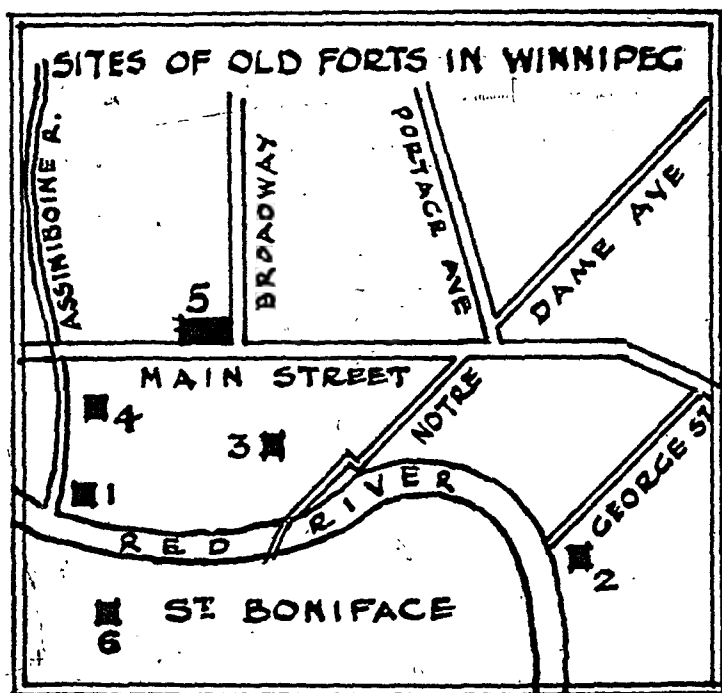 SITES OF OLD FORTS IN WINNIPEG
ASSINIBOINE R.
BROADWAY
PORTAGE AVE
DAME AVE
5
MAIN STREET
NOTRE
4
3
GEORGE ST
1
RED RIVER
2
ST. BONIFACE
6